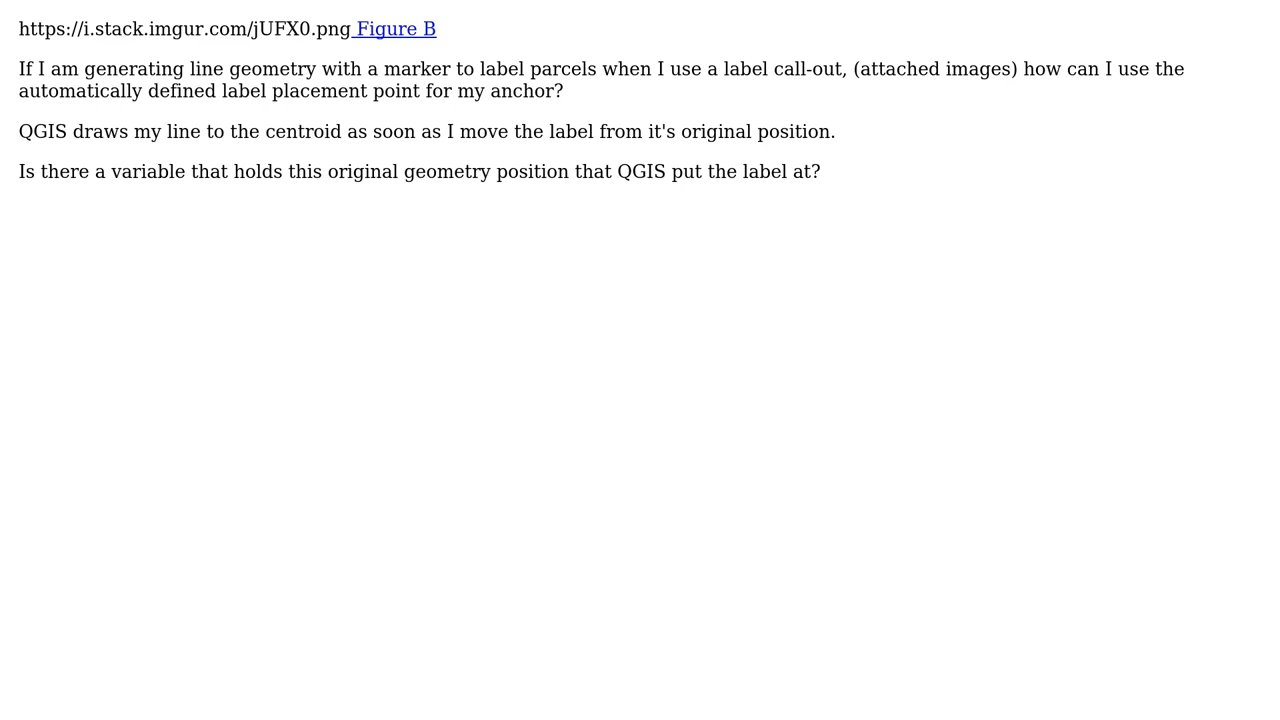 https://i.stack.imgur.com/jUFX0.png Figure B
If I am generating line geometry with a marker to label parcels when I use a label call-out, (attached images) how can I use the
automatically defined label placement point for my anchor?
QGIS draws my line to the centroid as soon as I move the label from it's original position.
Is there a variable that holds this original geometry position that QGIS put the label at?